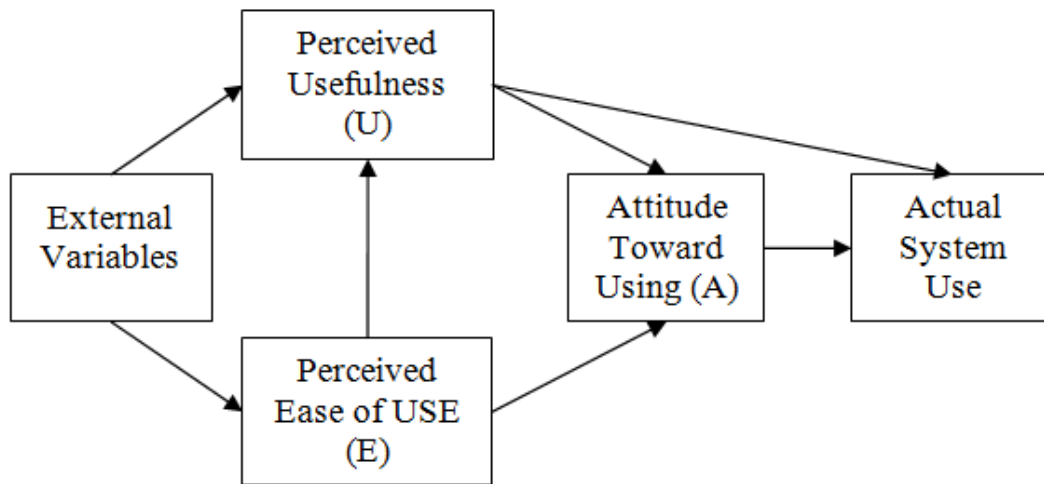 Perceived
Usefulness
(U)
External
Variables
Attitude
Toward
Using (A)
Actual
System
Use
Perceived
Ease of USE
(E)